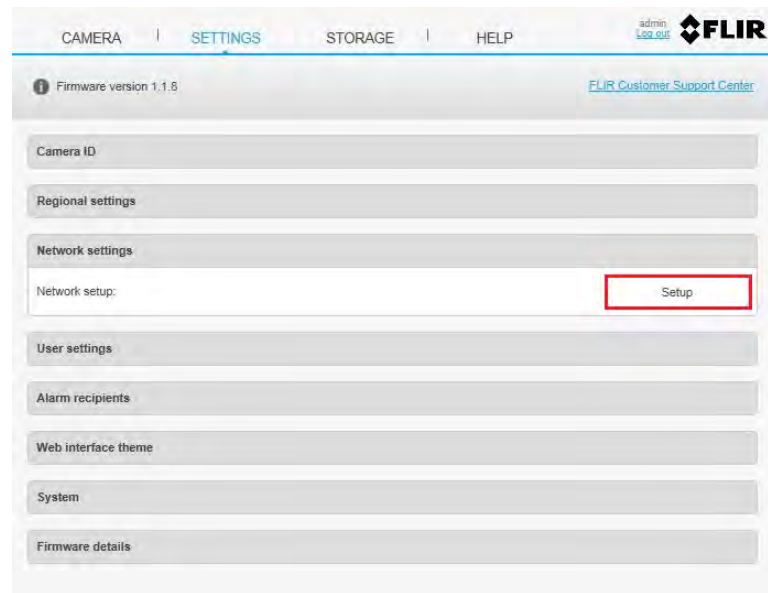 CAMERA | SETTINGS STORAGE | HELP admin FLIR
Log out
Firmware version 1.1.8 FLIR Customer Support Center
Camera ID
Regional settings
Network settings
Network setup: Setup
User settings
Alarm recipients
Web interface theme
System
Firmware details